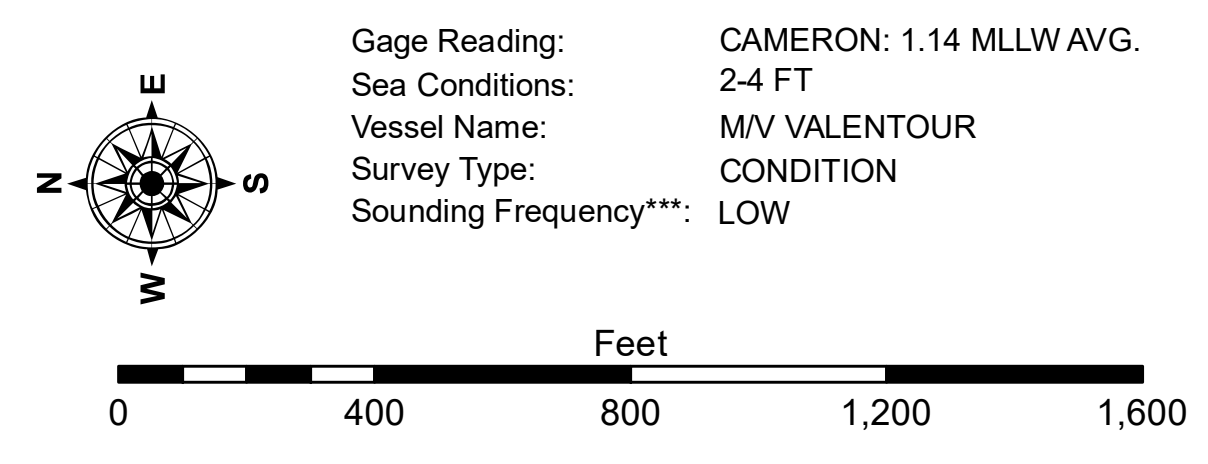 Gage Reading: CAMERON: 1.14 MLLW AVG.
Sea Conditions: 2-4 FT
Vessel Name: M/V VALENTOUR
Survey Type: CONDITION
Sounding Frequency***: LOW
E
N S
W
Feet
0 400 800 1,200 1,600